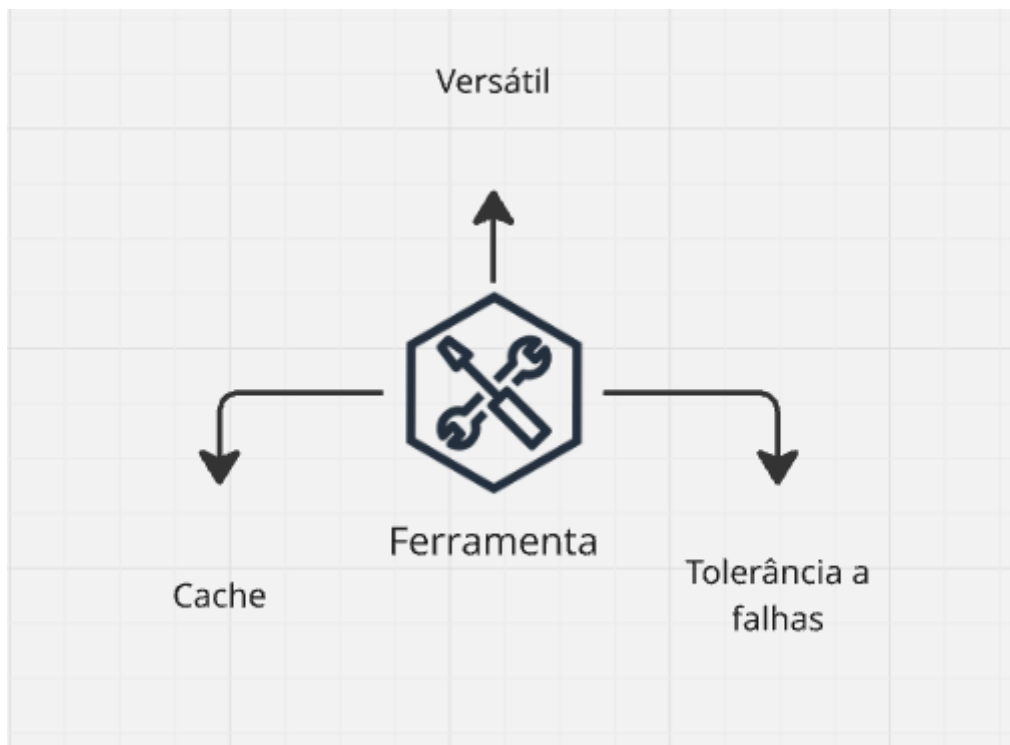 Versátil
Ferramenta
Cache
Tolerância a
falhas